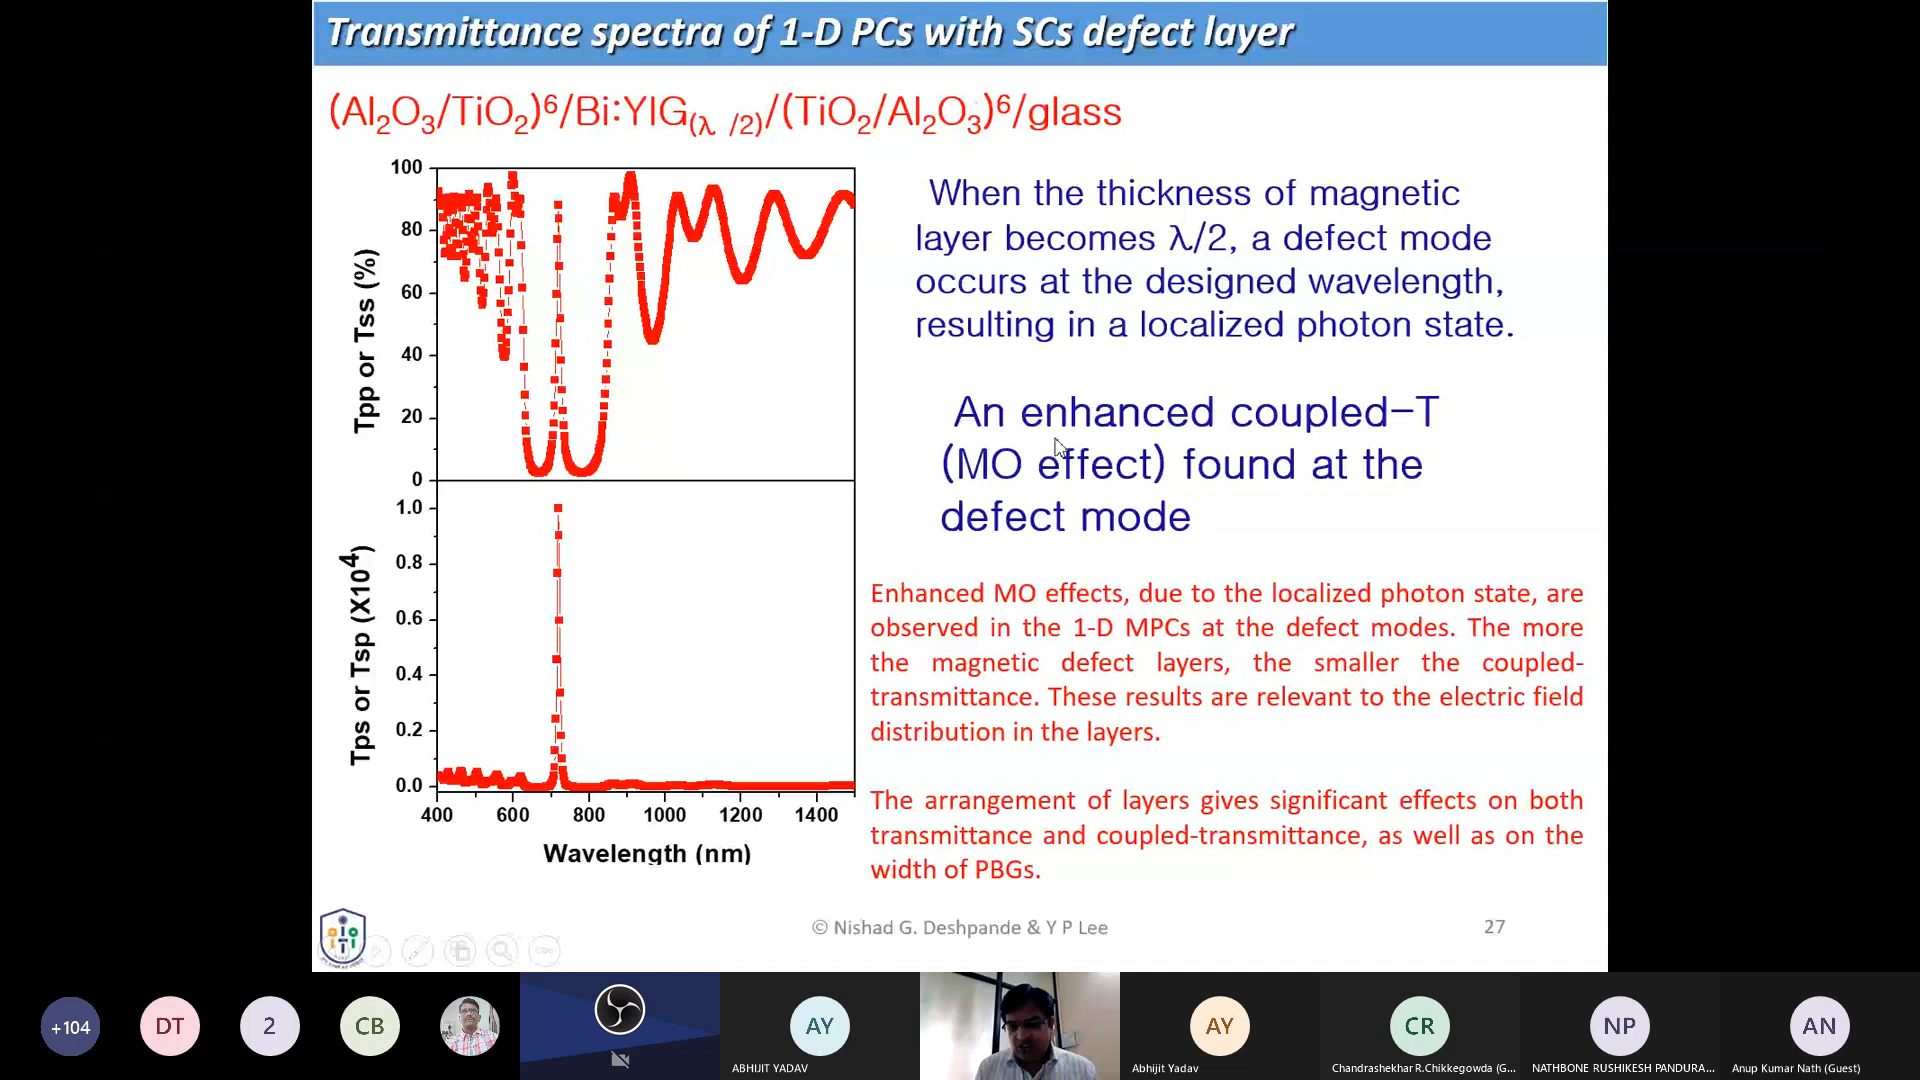 Transmittance spectra of 1-D PCs with SCs defect layer
(Al2O3/TiO2)6/Bi:YIG(λ /2)/(TiO2/Al2O3)6/glass
100
80
60
40
20
0
Tpp or Tss (%)
1.0
0.8
0.6
0.4
0.2
0.0
Tps or Tsp (X10^4)
400 600 800 1000 1200 1400
Wavelength (nm)
When the thickness of magnetic
layer becomes λ/2, a defect mode
occurs at the designed wavelength,
resulting in a localized photon state.
An enhanced coupled-T
(MO effect) found at the
defect mode
Enhanced MO effects, due to the localized photon state, are
observed in the 1-D MPCs at the defect modes. The more
the magnetic defect layers, the smaller the coupled-
transmittance. These results are relevant to the electric field
distribution in the layers.
The arrangement of layers gives significant effects on both
transmittance and coupled-transmittance, as well as on the
width of PBGs.
© Nishad G. Deshpande & Y P Lee
27
+104
DT
2
CB
AY
ABHIJIT YADAV
AY
Abhijit Yadav
CR
Chandrashekhar R.Chikkegowda (G...
NP
NATHBONE RUSHIKESH PANDURA...
AN
Anup Kumar Nath (Guest)